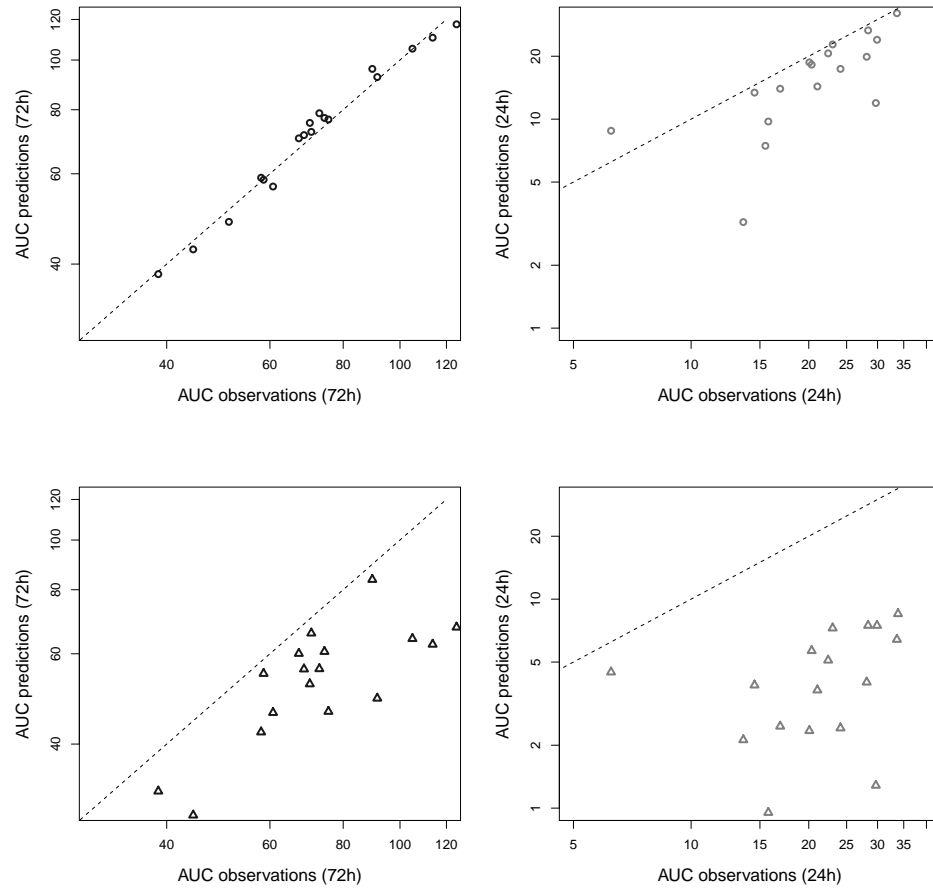 120
100
80
60
40
AUC predictions (72h)
40 60 80 100 120
AUC observations (72h)
20
10
5
2
1
AUC predictions (24h)
5 10 15 20 25 30 35
AUC observations (24h)
120
100
80
60
40
AUC predictions (72h)
40 60 80 100 120
AUC observations (72h)
20
10
5
2
1
AUC predictions (24h)
5 10 15 20 25 30 35
AUC observations (24h)